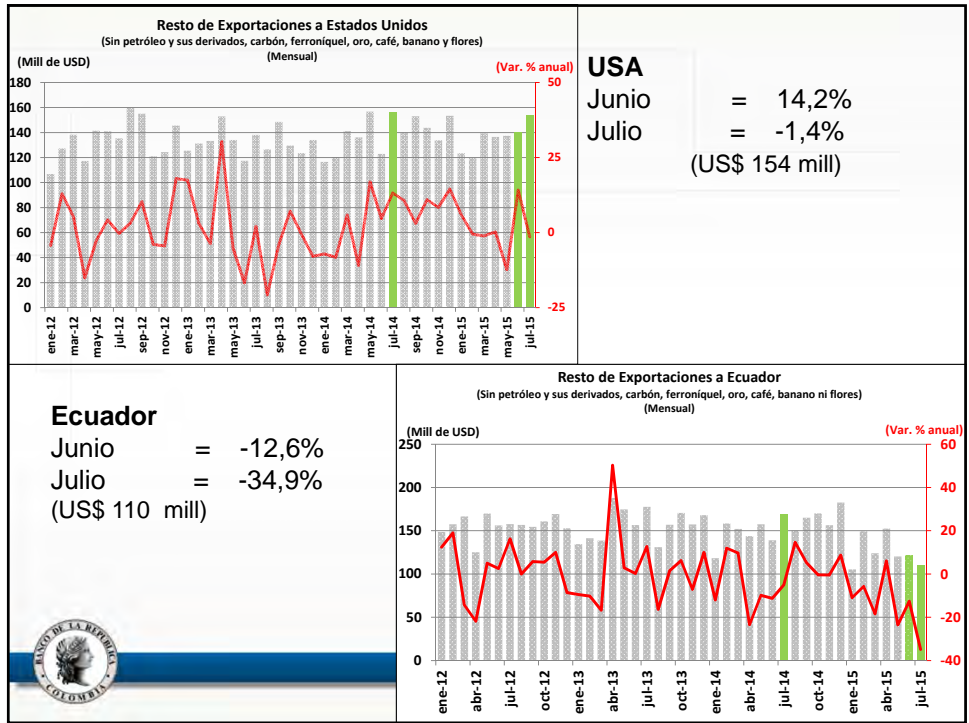 Resto de Exportaciones a Estados Unidos
(Sin petróleo y sus derivados, carbón, ferroníquel, oro, café, banano y flores)
(Mensual)
(Mill de USD)
(Var. % anual)
180
160
140
120
100
80
60
40
20
0
50
25
0
-25
ene-12
mar-12
may-12
jul-12
sep-12
nov-12
ene-13
mar-13
may-13
jul-13
sep-13
nov-13
ene-14
mar-14
may-14
jul-14
sep-14
nov-14
ene-15
mar-15
may-15
jul-15
USA
Junio = 14,2%
Julio = -1,4%
(US$ 154 mill)
Ecuador
Junio = -12,6%
Julio = -34,9%
(US$ 110 mill)
Resto de Exportaciones a Ecuador
(Sin petróleo y sus derivados, carbón, ferroníquel, oro, café, banano ni flores)
(Mensual)
(Mill de USD)
(Var. % anual)
250
200
150
100
50
0
60
40
20
0
-20
-40
ene-12
abr-12
jul-12
oct-12
ene-13
abr-13
jul-13
oct-13
ene-14
abr-14
jul-14
oct-14
ene-15
abr-15
jul-15
BANCO DE LA REPUBLICA
COLOMBIA